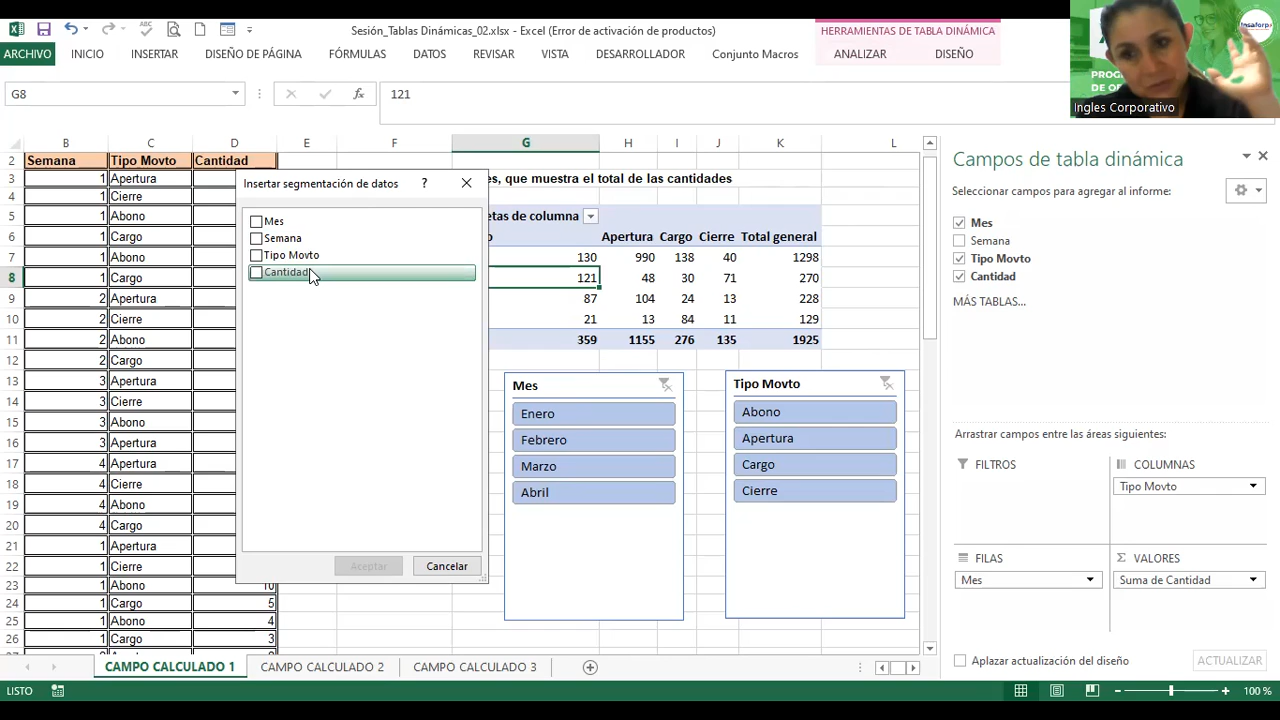 Sesión_Tablas Dinámicas_02.xlsx - Excel (Error de activación de productos)
HERRAMIENTAS DE TABLA DINÁMICA
ARCHIVO INICIO INSERTAR DISEÑO DE PÁGINA FÓRMULAS DATOS REVISAR VISTA DESARROLLADOR Conjunto Macros ANALIZAR DISEÑO
insaforp
Ingles Corporativo
G8 121
B C D E F G H I J K L
2 Semana Tipo Movto Cantidad
3 1 Apertura es, que muestra el total de las cantidades
4 1 Cierre
5 1 Abono etas de columna
6 1 Cargo o Apertura Cargo Cierre Total general
7 1 Abono 130 990 138 40 1298
8 1 Cargo 121 48 30 71 270
9 2 Apertura 87 104 24 13 228
10 2 Cierre 21 13 84 11 129
11 2 Abono 359 1155 276 135 1925
12 2 Cargo
13 3 Apertura
14 3 Cierre
15 3 Abono
16 3 Apertura
17 4 Apertura
18 4 Cierre
19 4 Abono
20 4 Cargo
21 1 Apertura
22 1 Cierre
23 1 Abono 10
24 1 Cargo 5
25 1 Abono 4
26 1 Cargo 3
Insertar segmentación de datos ?
Mes
Semana
Tipo Movto
Cantidad
Aceptar Cancelar
Mes
Enero
Febrero
Marzo
Abril
Tipo Movto
Abono
Apertura
Cargo
Cierre
Campos de tabla dinámica
Seleccionar campos para agregar al informe:
Mes
Semana
Tipo Movto
Cantidad
MÁS TABLAS...
Arrastrar campos entre las áreas siguientes:
FILTROS COLUMNAS
Tipo Movto
FILAS Σ VALORES
Mes Suma de Cantidad
Aplazar actualización del diseño ACTUALIZAR
CAMPO CALCULADO 1 CAMPO CALCULADO 2 CAMPO CALCULADO 3
LISTO 100 %